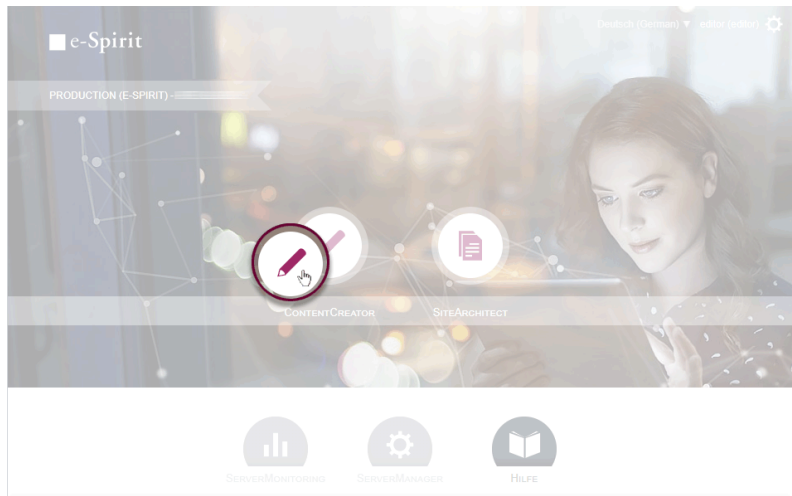 e-Spirit
Deutsch (German) ▼ editor (editor)
PRODUCTION (E-SPIRIT) -
CONTENTCREATOR
SITEARCHITECT
SERVERMONITORING
SERVERMANAGER
HILFE